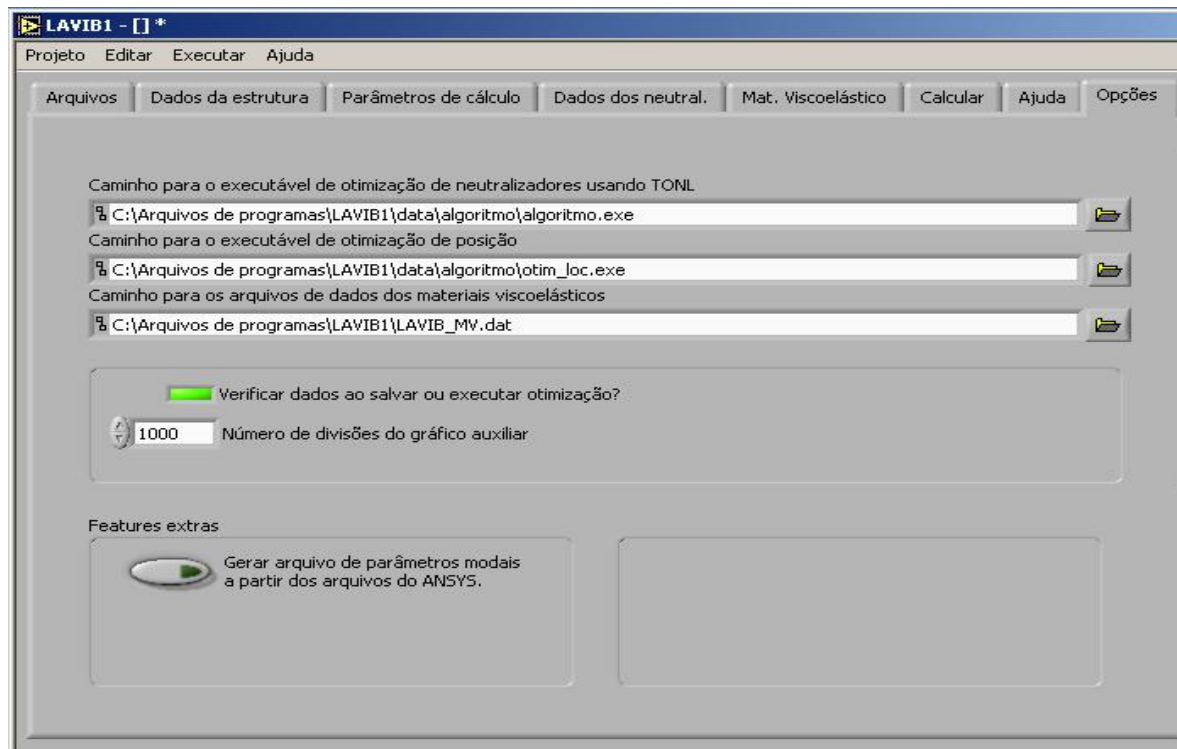 LAVIB1 - [] *
Projeto Editar Executar Ajuda
Arquivos Dados da estrutura Parâmetros de cálculo Dados dos neutral. Mat. Viscoelástico Calcular Ajuda Opções
Caminho para o executável de otimização de neutralizadores usando TONL
C:\Arquivos de programas\LAVIB1\data\algoritmo\algoritmo.exe
Caminho para o executável de otimização de posição
C:\Arquivos de programas\LAVIB1\data\algoritmo\otim_loc.exe
Caminho para os arquivos de dados dos materiais viscoelásticos
C:\Arquivos de programas\LAVIB1\LAVIB_MV.dat
Verificar dados ao salvar ou executar otimização?
1000 Número de divisões do gráfico auxiliar
Features extras
Gerar arquivo de parâmetros modais
a partir dos arquivos do ANSYS.